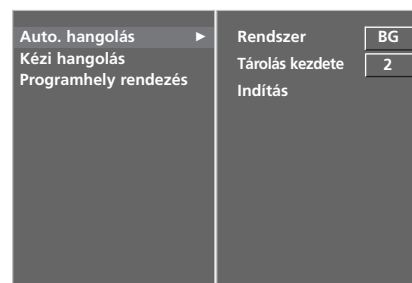 Auto. hangolás ►
Kézi hangolás
Programhely rendezés
Rendszer BG
Tárolás kezdete 2
Indítás